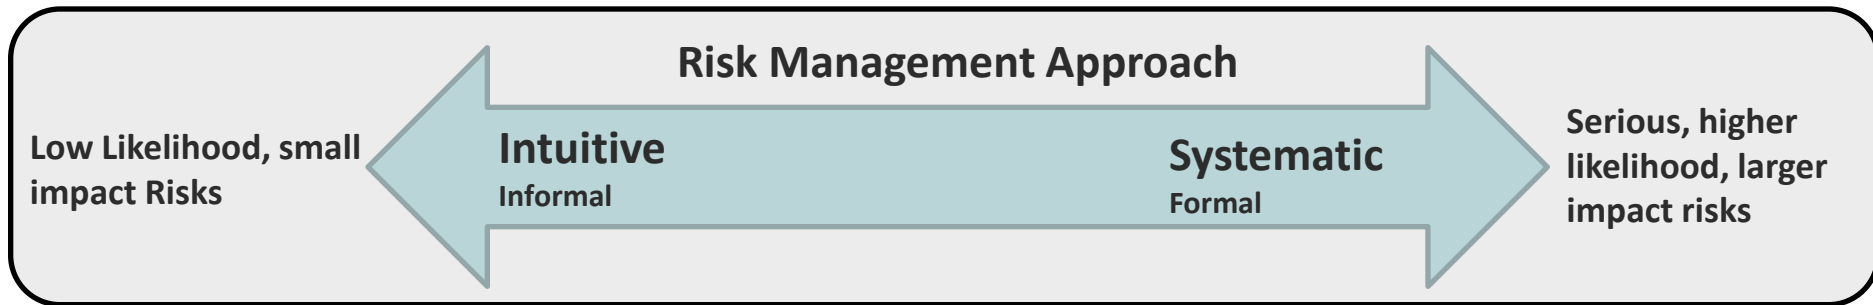 Risk Management Approach
Low Likelihood, small
impact Risks
Intuitive
Informal
Systematic
Formal
Serious, higher
likelihood, larger
impact risks